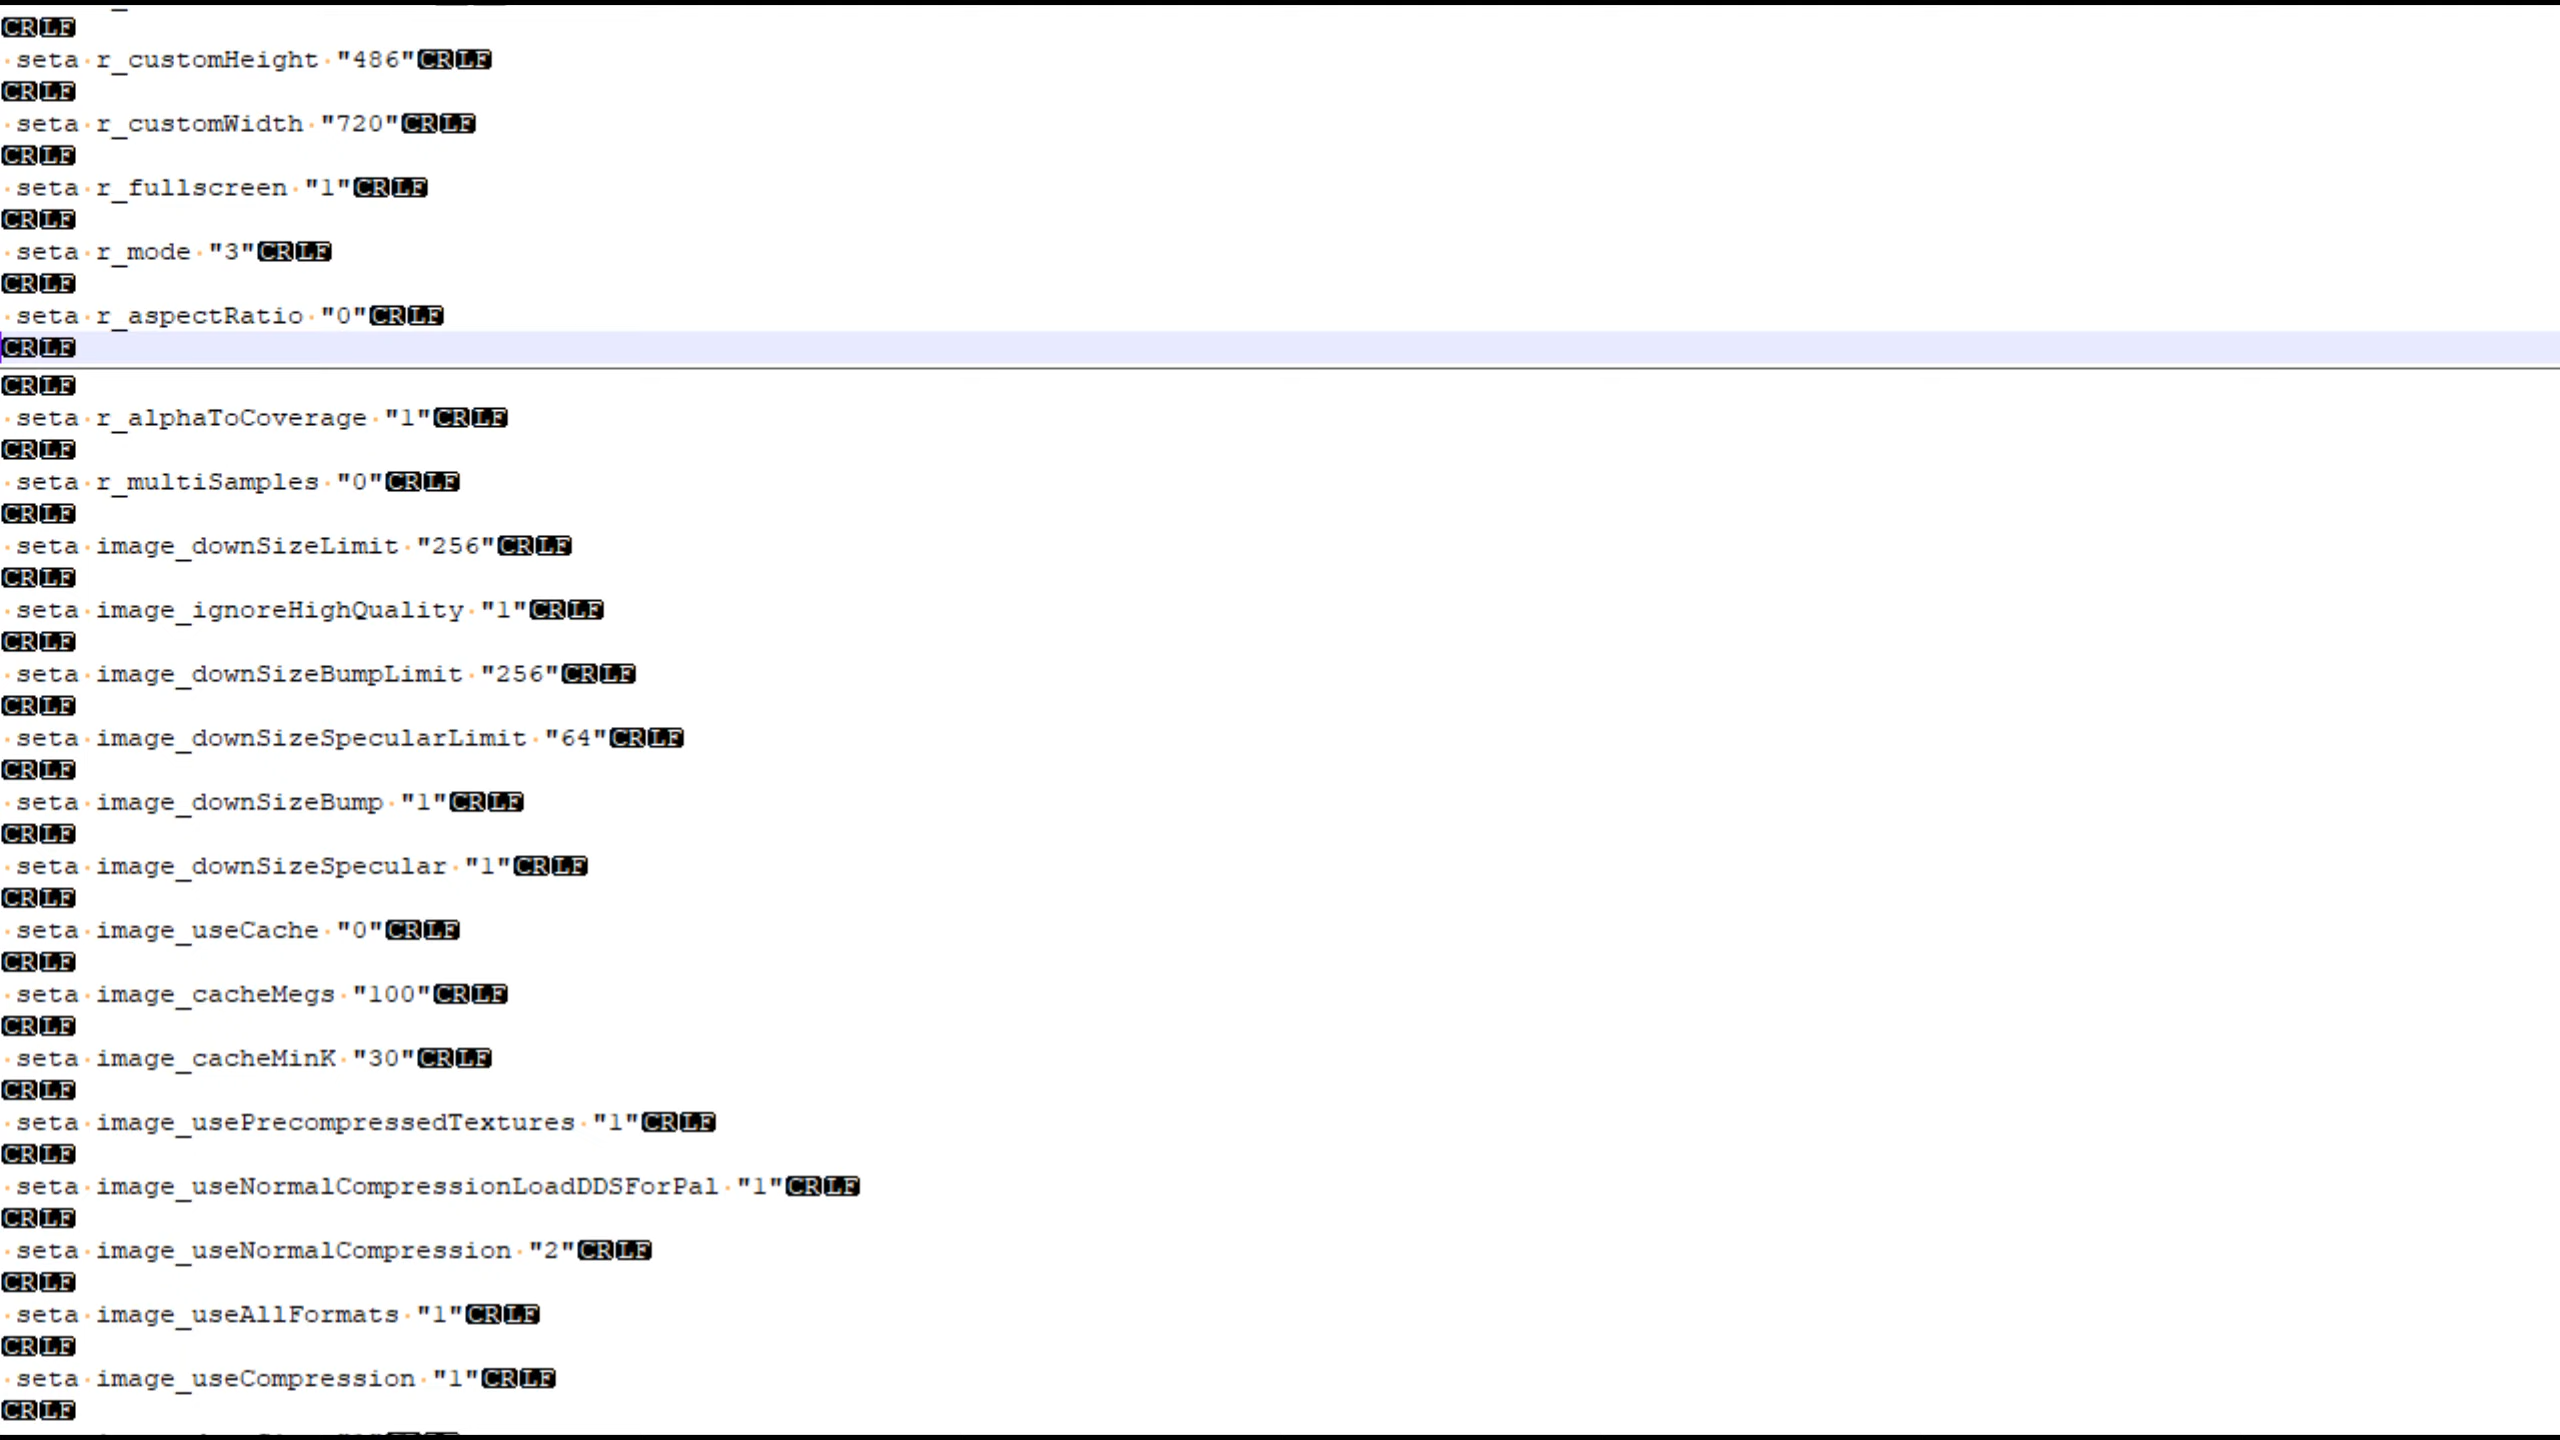 CRLF
seta r_customHeight "486"CRLF
CRLF
seta r_customWidth "720"CRLF
CRLF
seta r_fullscreen "1"CRLF
CRLF
seta r_mode "3"CRLF
CRLF
seta r_aspectRatio "0"CRLF
CRLF
CRLF
seta r_alphaToCoverage "1"CRLF
CRLF
seta r_multiSamples "0"CRLF
CRLF
seta image_downSizeLimit "256"CRLF
CRLF
seta image_ignoreHighQuality "1"CRLF
CRLF
seta image_downSizeBumpLimit "256"CRLF
CRLF
seta image_downSizeSpecularLimit "64"CRLF
CRLF
seta image_downSizeBump "1"CRLF
CRLF
seta image_downSizeSpecular "1"CRLF
CRLF
seta image_useCache "0"CRLF
CRLF
seta image_cacheMegs "100"CRLF
CRLF
seta image_cacheMinK "30"CRLF
CRLF
seta image_usePrecompressedTextures "1"CRLF
CRLF
seta image_useNormalCompressionLoadDDSForPal "1"CRLF
CRLF
seta image_useNormalCompression "2"CRLF
CRLF
seta image_useAllFormats "1"CRLF
CRLF
seta image_useCompression "1"CRLF
CRLF